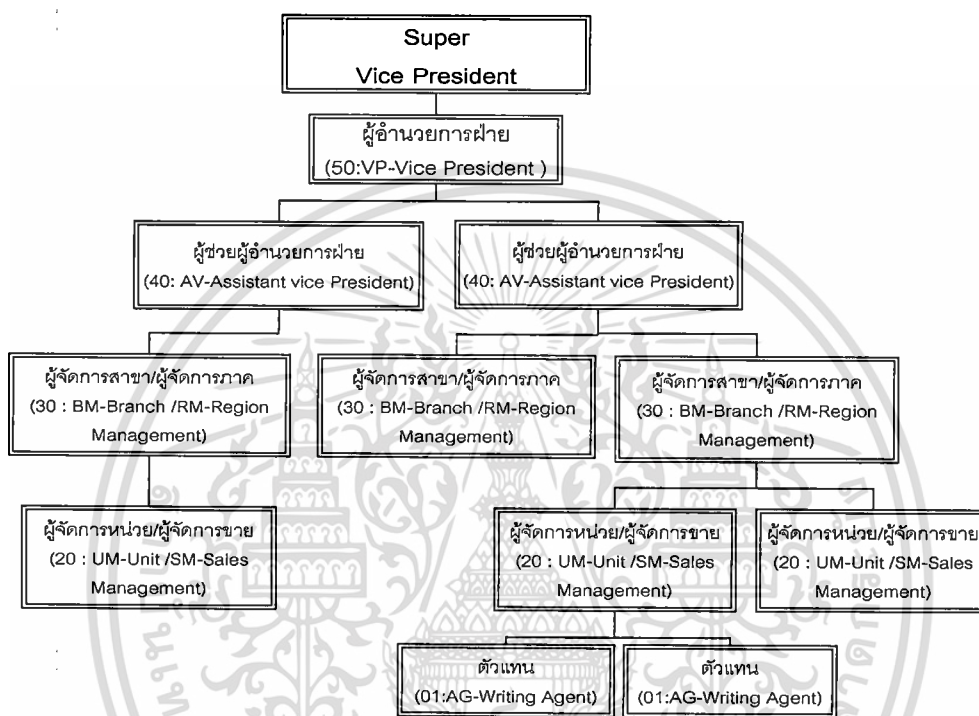 Super
Vice President
ผู้อำนวยการฝ่าย
(50:VP-Vice President )
ผู้ช่วยผู้อำนวยการฝ่าย
(40: AV-Assistant vice President)
ผู้ช่วยผู้อำนวยการฝ่าย
(40: AV-Assistant vice President)
ผู้จัดการสาขา/ผู้จัดการภาค
(30 : BM-Branch /RM-Region
Management)
ผู้จัดการสาขา/ผู้จัดการภาค
(30 : BM-Branch /RM-Region
Management)
ผู้จัดการสาขา/ผู้จัดการภาค
(30 : BM-Branch /RM-Region
Management)
ผู้จัดการหน่วย/ผู้จัดการขาย
(20 : UM-Unit /SM-Sales
Management)
ผู้จัดการหน่วย/ผู้จัดการขาย
(20 : UM-Unit /SM-Sales
Management)
ผู้จัดการหน่วย/ผู้จัดการขาย
(20 : UM-Unit /SM-Sales
Management)
ตัวแทน
(01:AG-Writing Agent)
ตัวแทน
(01:AG-Writing Agent)